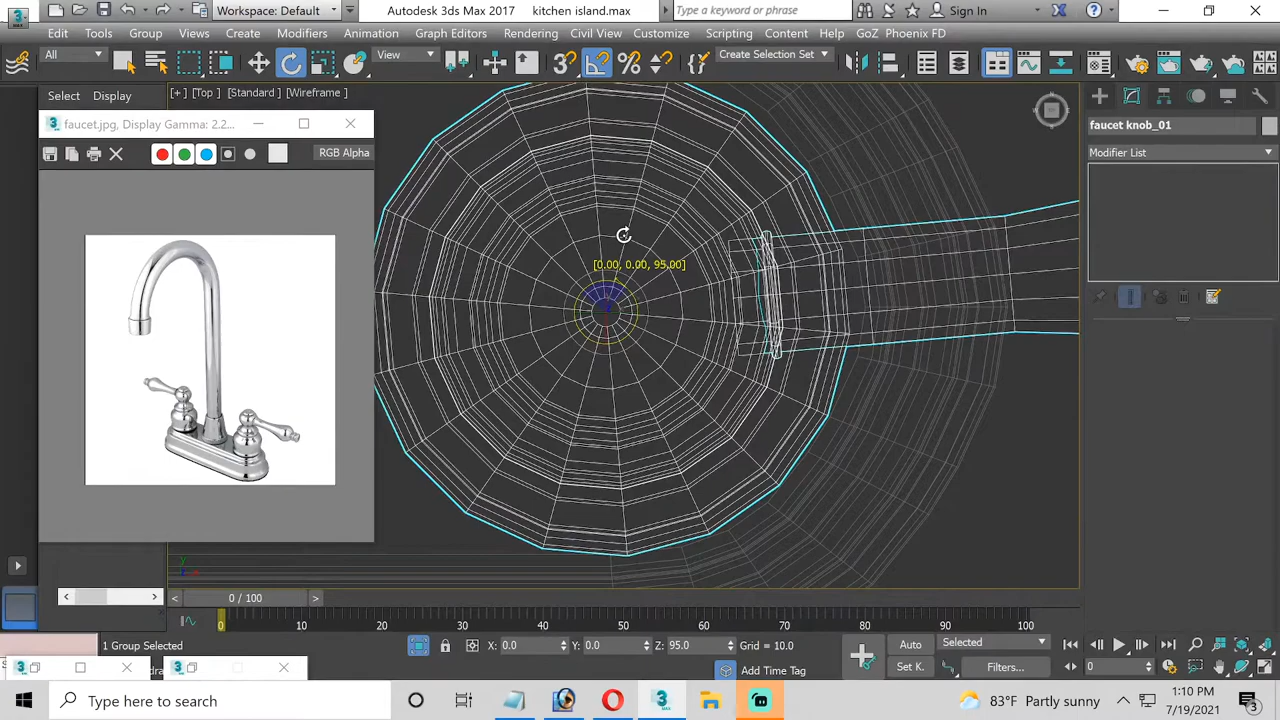 Workspace: Default
Autodesk 3ds Max 2017
kitchen island.max
Type a keyword or phrase
Sign In
Edit
Tools
Group
Views
Create
Modifiers
Animation
Graph Editors
Rendering
Civil View
Customize
Scripting
Content
Help
GoZ
Phoenix FD
All
View
Create Selection Set
Select
Display
[+] [Top] [Standard] [Wireframe]
faucet.jpg, Display Gamma: 2.2...
RGB Alpha
faucet knob_01
Modifier List
[0.00, 0.00, 95.00]
y
x
0 / 100
0
10
20
30
40
50
60
70
80
90
100
1 Group Selected
X: 0.0
Y: 0.0
Z: 95.0
Grid = 10.0
Add Time Tag
Auto
Selected
Set K.
Filters...
0
Type here to search
83°F Partly sunny
1:10 PM
7/19/2021
3